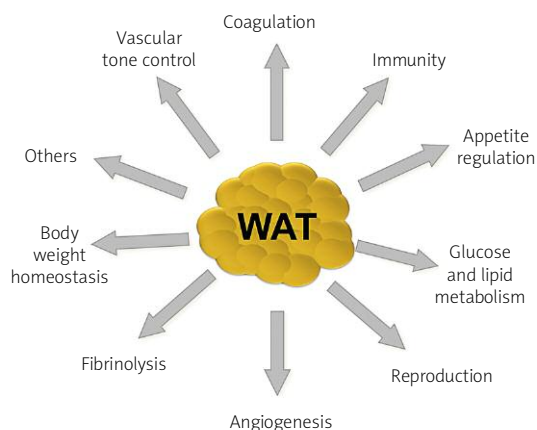 Coagulation
Vascular
tone control
Immunity
Appetite
regulation
Others
WAT
Body
weight
homeostasis
Glucose
and lipid
metabolism
Fibrinolysis
Reproduction
Angiogenesis